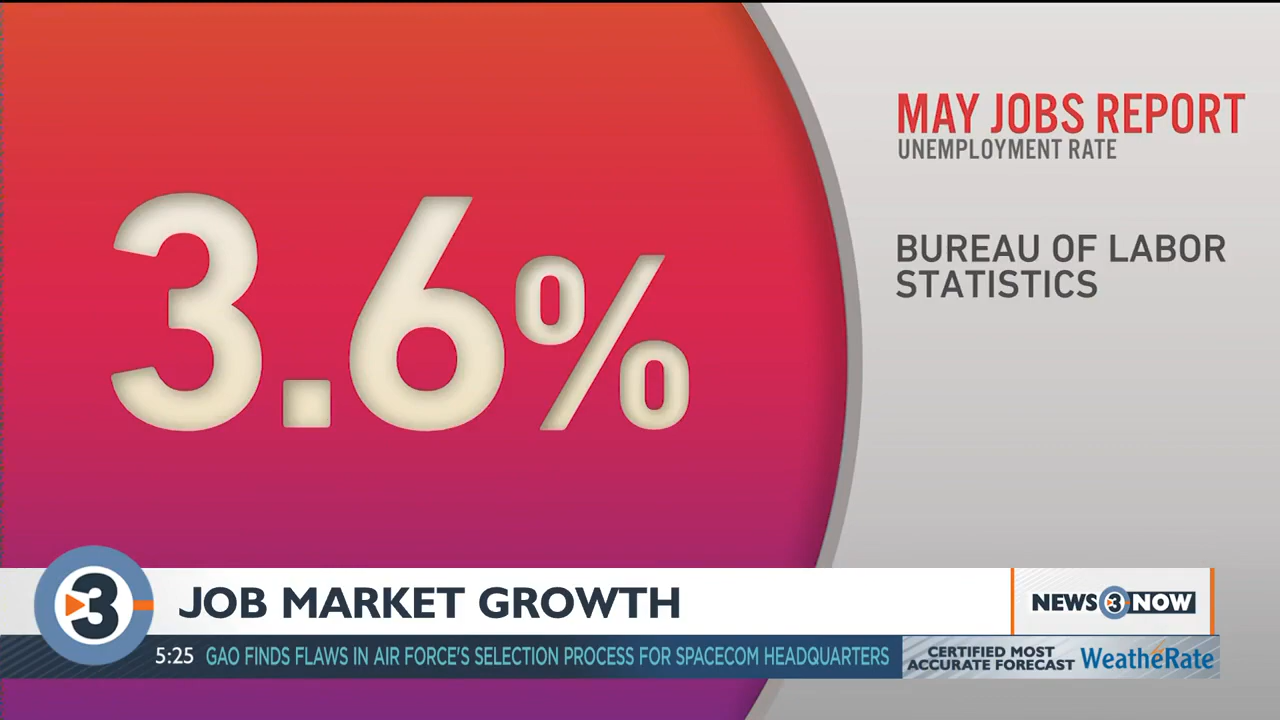 3.6%
MAY JOBS REPORT
UNEMPLOYMENT RATE
BUREAU OF LABOR
STATISTICS
3
JOB MARKET GROWTH
NEWS 3 NOW
5:25 GAO FINDS FLAWS IN AIR FORCE'S SELECTION PROCESS FOR SPACECOM HEADQUARTERS
CERTIFIED MOST
ACCURATE FORECAST
WeatheRate